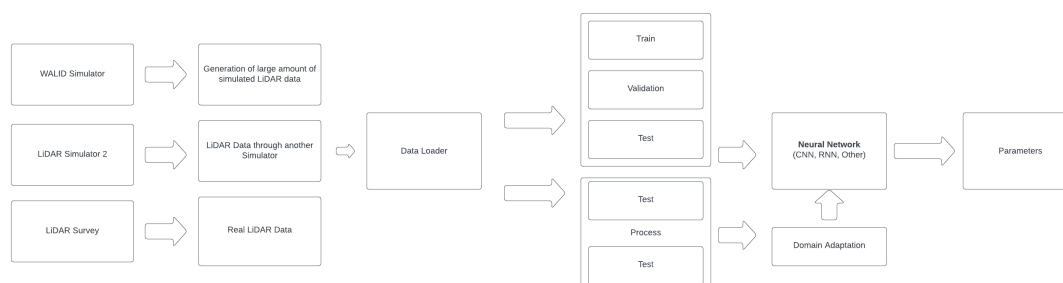 WALID Simulator
Generation of large amount of
simulated LiDAR data
LiDAR Simulator 2
LiDAR Data through another
Simulator
LiDAR Survey
Real LiDAR Data
Data Loader
Train
Validation
Test
Test
Process
Test
Neural Network
(CNN, RNN, Other)
Domain Adaptation
Parameters